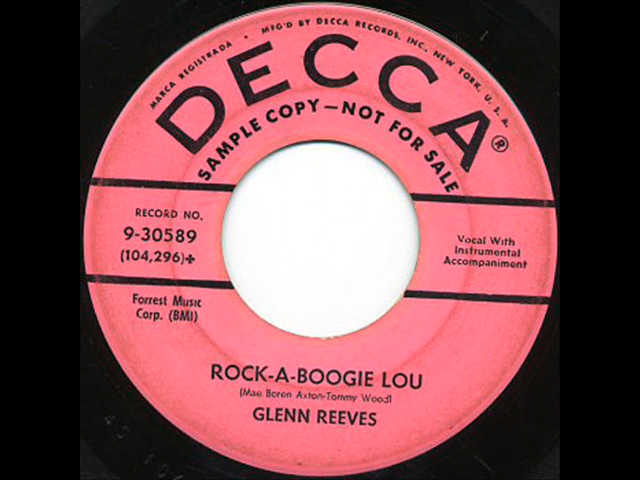 MARCA REGISTRADA • MF'G BY DECCA RECORDS, INC., NEW YORK, U. S. A.
DECCA®
SAMPLE COPY—NOT FOR SALE
RECORD NO.
9-30589
(104,296)+
Vocal With
Instrumental
Accompaniment
Forrest Music
Corp. (BMI)
ROCK-A-BOOGIE LOU
(Mae Boren Axton-Tommy Wood)
GLENN REEVES